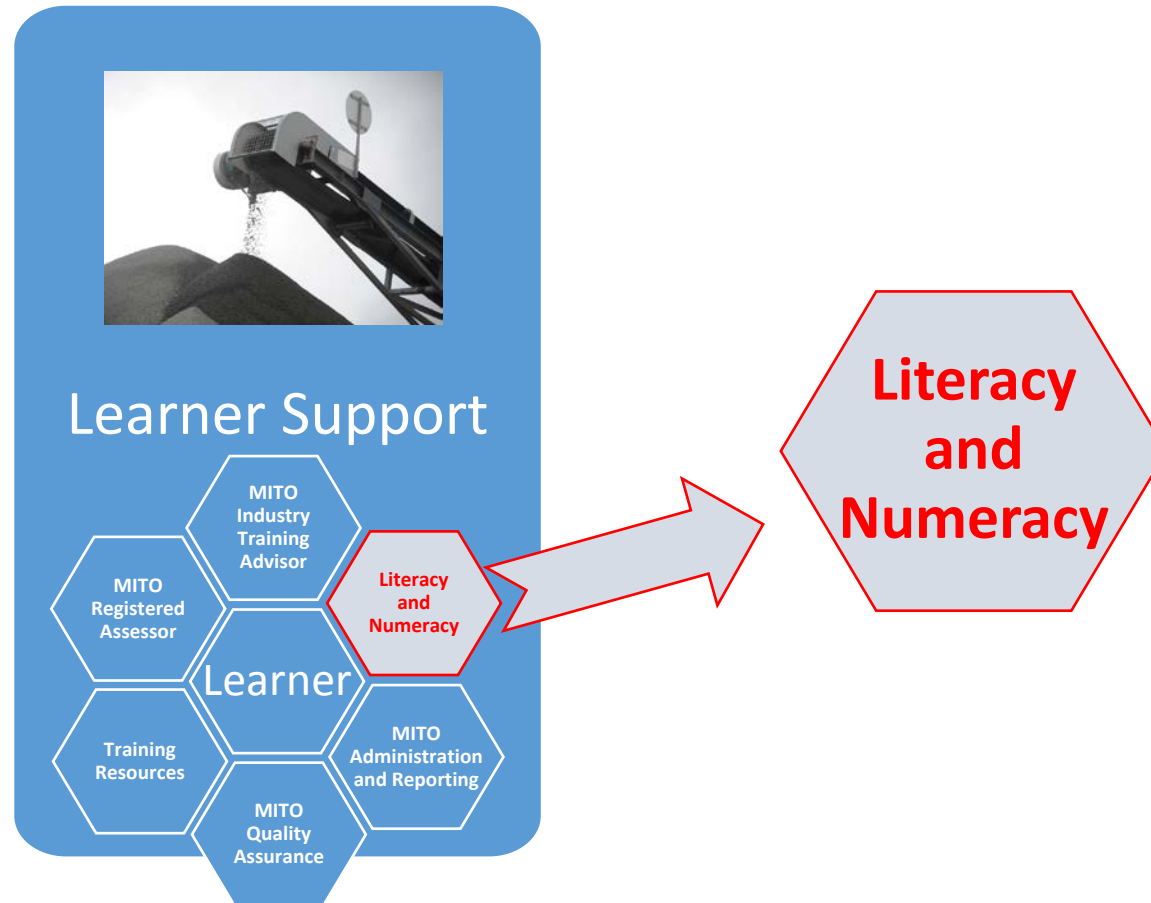 Learner Support
MITO
Industry
Training
Advisor
MITO
Registered
Assessor
Literacy
and
Numeracy
Learner
Training
Resources
MITO
Administration
and Reporting
MITO
Quality
Assurance
Literacy
and
Numeracy